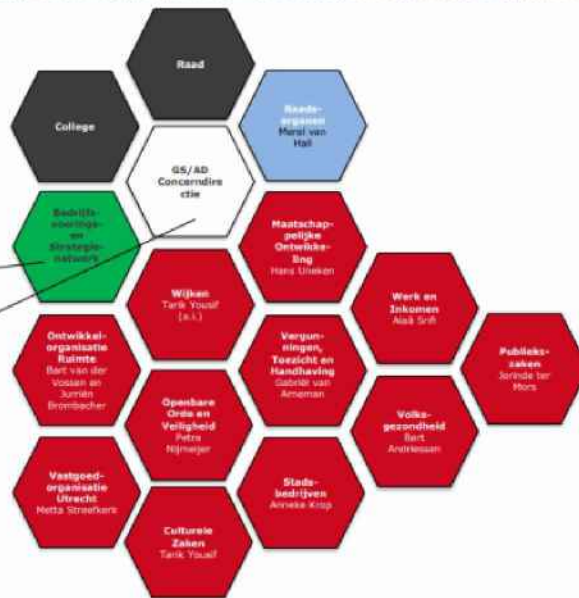 Raad
College
Raads-
organen
Merel van
Hall
GS/AD
Concerndire
ctie
Bedrijfs-
voerings-
en
Strategie-
netwerk
Maatschap-
pelijke
Ontwikke-
ling
Hans Uneken
Wijken
Tarik Yousif
(a.i.)
Werk en
Inkomen
Alaâ Srifi
Ontwikkel-
organisatie
Ruimte
Bart van der
Vossen en
Jurriën
Brombacher
Vergun-
ningen,
Toezicht en
Handhaving
Gabriël van
Arneman
Publieks-
zaken
Jorinde ter
Mors
Openbare
Orde en
Veiligheid
Petra
Nijmeijer
Volks-
gezondheid
Bert
Andriessen
Vastgoed-
organisatie
Utrecht
Metta Streefkerk
Stads-
bedrijven
Anneke Krop
Culturele
Zaken
Tarik Yousif